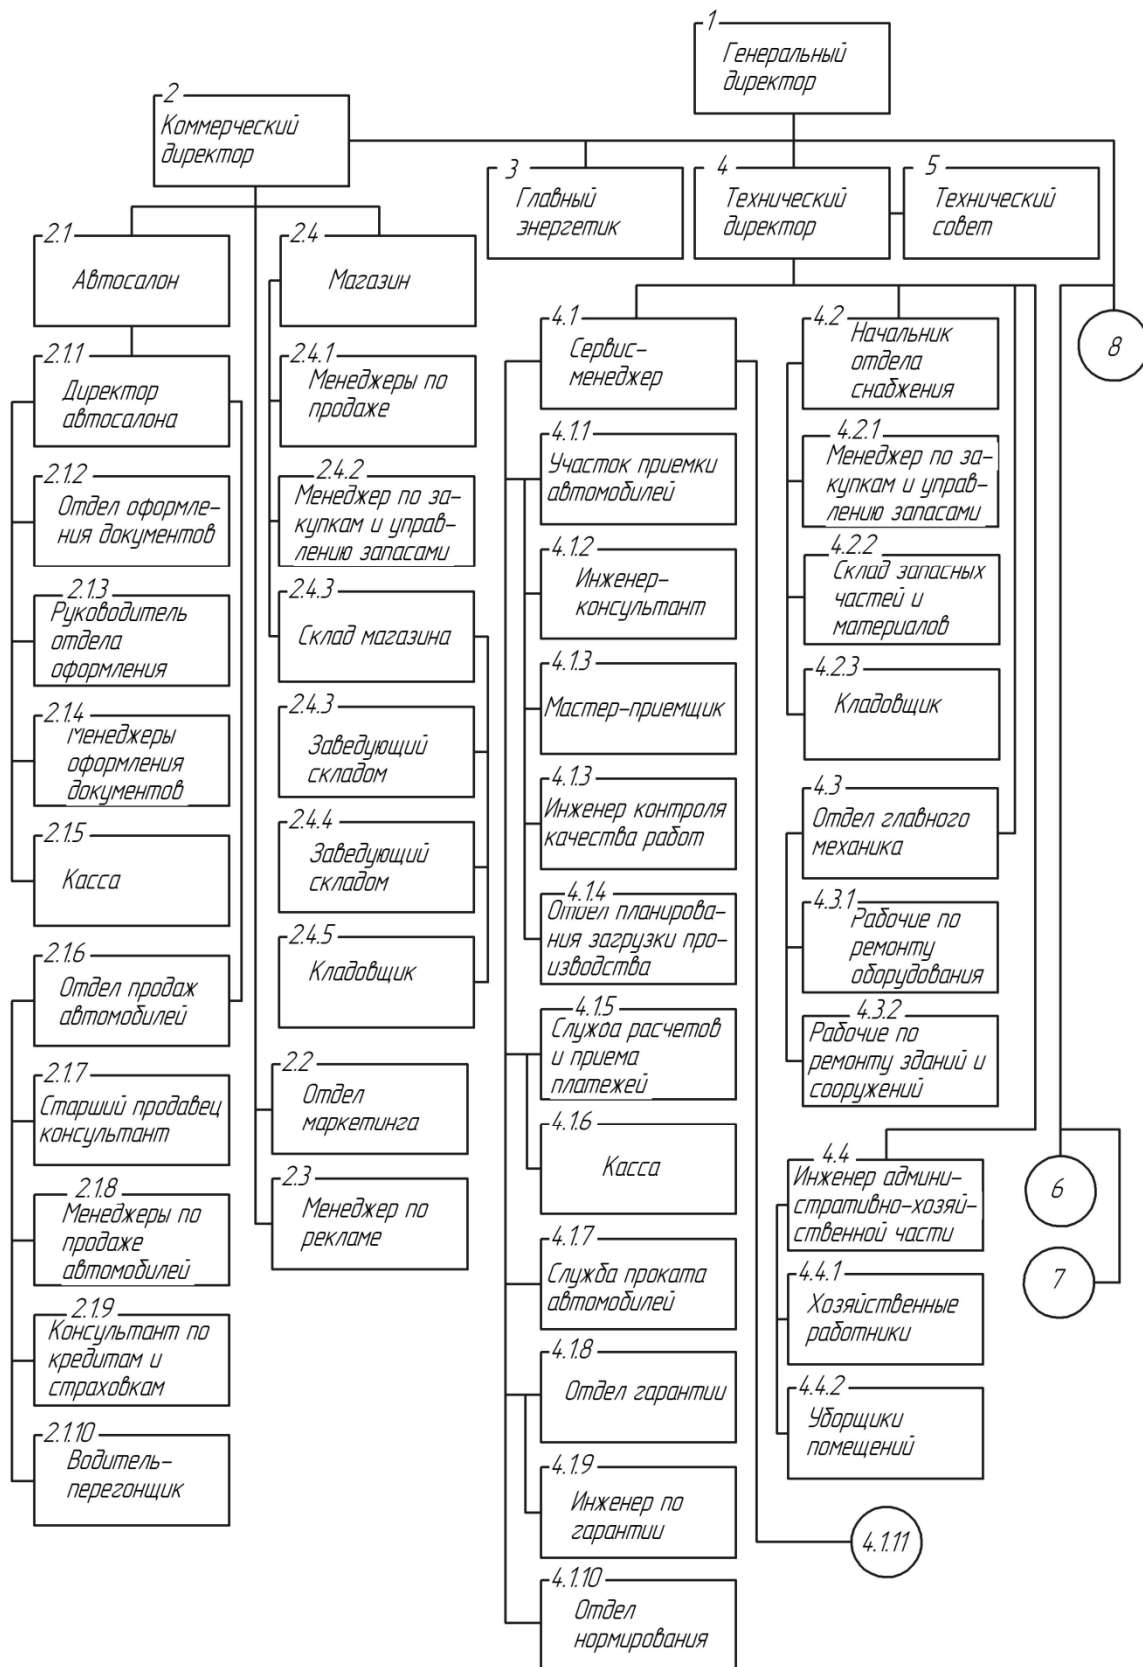 1
Генеральный
директор
2
Коммерческий
директор
3
Главный
энергетик
4
Технический
директор
5
Технический
совет
2.1
Автосалон
2.1.1
Директор
автосалона
2.1.2
Отдел оформле-
ния документов
2.1.3
Руководитель
отдела
оформления
2.1.4
Менеджеры
оформления
документов
2.1.5
Касса
2.1.6
Отдел продаж
автомобилей
2.1.7
Старший продавец
консультант
2.1.8
Менеджеры по
продаже
автомобилей
2.1.9
Консультант по
кредитам и
страховкам
2.1.10
Водитель-
перегонщик
2.4
Магазин
2.4.1
Менеджеры по
продаже
2.4.2
Менеджер по за-
купкам и управ-
лению запасами
2.4.3
Склад магазина
2.4.3
Заведующий
складом
2.4.4
Заведующий
складом
2.4.5
Кладовщик
2.2
Отдел
маркетинга
2.3
Менеджер по
рекламе
4.1
Сервис-
менеджер
4.1.1
Участок приемки
автомобилей
4.1.2
Инженер-
консультант
4.1.3
Мастер-приемщик
4.1.3
Инженер контроля
качества работ
4.1.4
Отдел планирова-
ния загрузки про-
изводства
4.1.5
Служба расчетов
и приема
платежей
4.1.6
Касса
4.1.7
Служба проката
автомобилей
4.1.8
Отдел гарантии
4.1.9
Инженер по
гарантии
4.1.10
Отдел
нормирования
4.2
Начальник
отдела
снабжения
4.2.1
Менеджер по за-
купкам и управ-
лению запасами
4.2.2
Склад запасных
частей и
материалов
4.2.3
Кладовщик
4.3
Отдел главного
механика
4.3.1
Рабочие по
ремонту
оборудования
4.3.2
Рабочие по
ремонту зданий и
сооружений
4.4
Инженер админи-
стративно-хозяй-
ственной части
4.4.1
Хозяйственные
работники
4.4.2
Уборщики
помещений
4.1.11
8
6
7